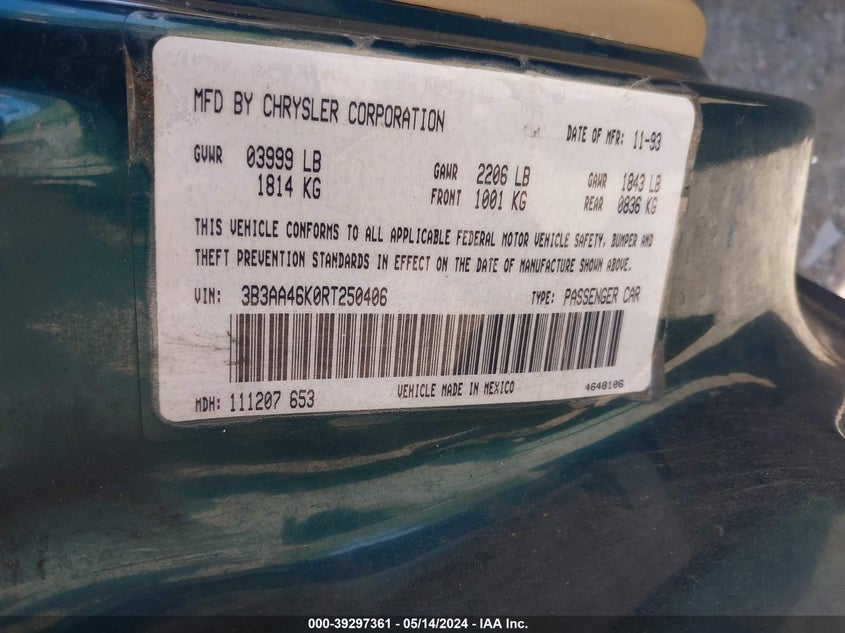 MFD BY CHRYSLER CORPORATION DATE OF MFR: 11-93
GVWR 03999 LB GAWR 2206 LB GAWR 1843 LB
1814 KG FRONT 1001 KG REAR 0836 KG
THIS VEHICLE CONFORMS TO ALL APPLICABLE FEDERAL MOTOR VEHICLE SAFETY, BUMPER AND
THEFT PREVENTION STANDARDS IN EFFECT ON THE DATE OF MANUFACTURE SHOWN ABOVE.
VIN: 3B3AA46K0RT250406 TYPE: PASSENGER CAR
VEHICLE MADE IN MEXICO 4648106
MDH: 111207 653
000-39297361 - 05/14/2024 - IAA Inc.